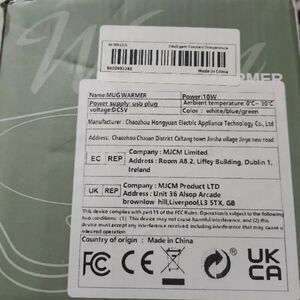 Intelligent Constant Temperature
Made in China
WARMER
Name:MUG WARMER
Power:10W
Power supply: usb plug
Ambient temperature: 0°C~ 30°C
voltage:DC5V
Color: white/blue/green
Manufacturer : Chaozhou Hongyuan Electric Appliance Technology Co., Ltd
Address : Chaozhou Chaoan District Caitang town Jinsha village Jinye new road
EC REP
Company : MJCM Limited
Address : Room A8.2, Liffey Building, Dublin 1,
Ireland
UK REP
Company : MJCM Product LTD
Address : Unit 36 Alsop Arcade
brownlow hill,Liverpool,L3 5TX, GB
This device complies with part 15 of the FCC Rules. Operation is subject to the following
two conditions: (1) This device may not cause harmful interference, and (2) this device
must accept any interference received, including interference that may cause undesired operation.
Country of origin : Made in China
FC CE UK
CA